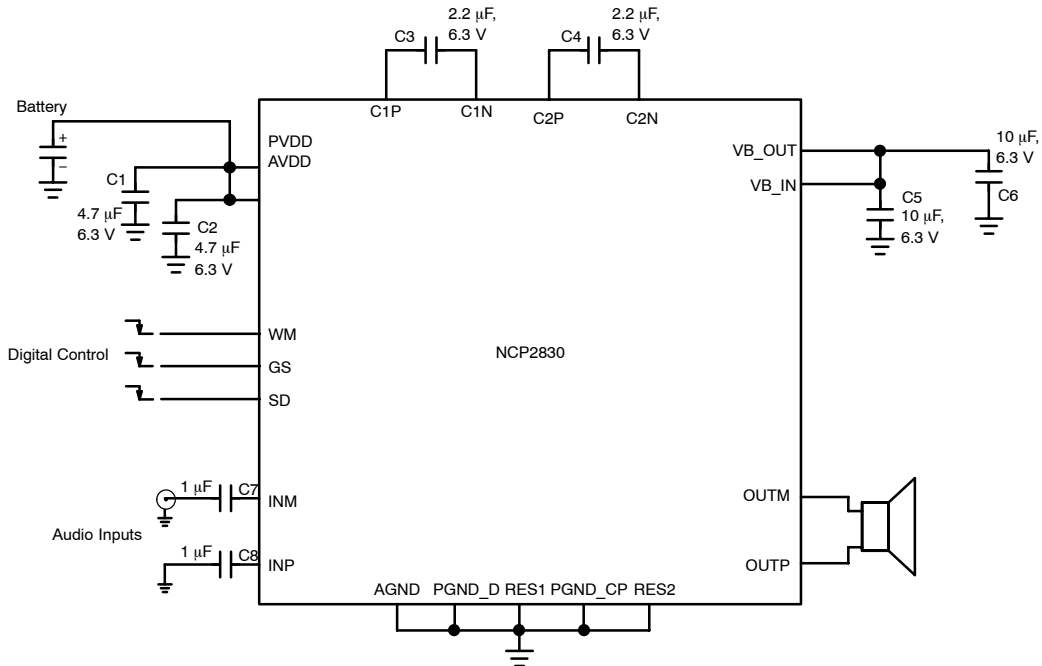 2.2 μF,
6.3 V
C3
2.2 μF,
6.3 V
C4
C1P
C1N
C2P
C2N
Battery
+
−
PVDD
AVDD
C1
4.7 μF
6.3 V
C2
4.7 μF
6.3 V
VB_OUT
VB_IN
10 μF,
6.3 V
C6
C5
10 μF,
6.3 V
Digital Control
WM
GS
SD
NCP2830
1 μF
C7
INM
Audio Inputs
1 μF
C8
INP
OUTM
OUTP
AGND PGND_D RES1 PGND_CP RES2